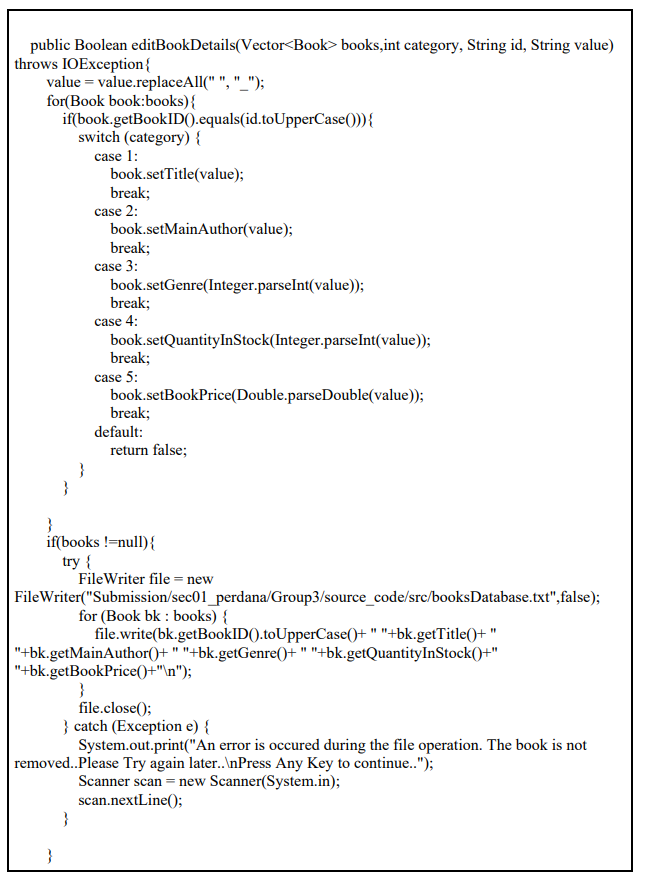 public Boolean editBookDetails(Vector<Book> books,int category, String id, String value)
throws IOException{
value = value.replaceAll(" ", "_");
for(Book book:books){
if(book.getBookID().equals(id.toUpperCase())){
switch (category) {
case 1:
book.setTitle(value);
break;
case 2:
book.setMainAuthor(value);
break;
case 3:
book.setGenre(Integer.parseInt(value));
break;
case 4:
book.setQuantityInStock(Integer.parseInt(value));
break;
case 5:
book.setBookPrice(Double.parseDouble(value));
break;
default:
return false;
}
}
}
if(books !=null){
try {
FileWriter file = new
FileWriter("Submission/sec01_perdana/Group3/source_code/src/booksDatabase.txt",false);
for (Book bk : books) {
file.write(bk.getBookID().toUpperCase()+ " "+bk.getTitle()+ "
"+bk.getMainAuthor()+ " "+bk.getGenre()+ " "+bk.getQuantityInStock()+"
"+bk.getBookPrice()+"\n");
}
file.close();
} catch (Exception e) {
System.out.print("An error is occured during the file operation. The book is not
removed..Please Try again later..\nPress Any Key to continue..");
Scanner scan = new Scanner(System.in);
scan.nextLine();
}
}